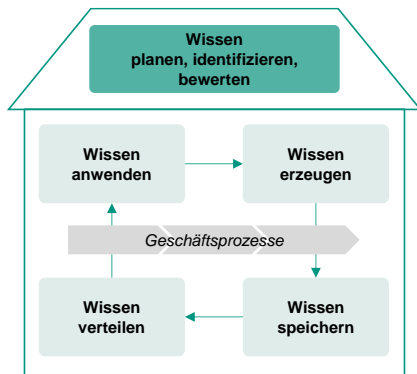 Wissen
planen, identifizieren,
bewerten
Wissen
anwenden
Wissen
erzeugen
Geschäftsprozesse
Wissen
verteilen
Wissen
speichern